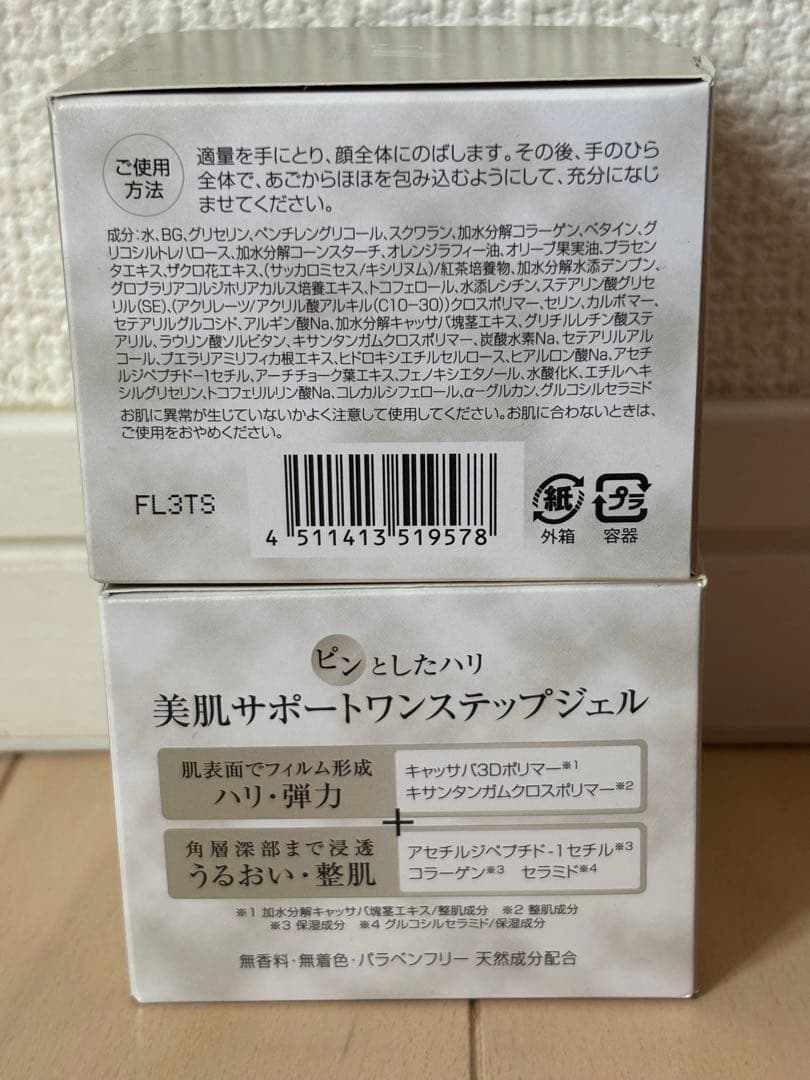 ご使用
方法
適量を手にとり、顔全体にのばします。その後、手のひら
全体で、あごからほほを包み込むようにして、充分になじ
ませてください。
成分:水、BG、グリセリン、ペンチレングリコール、スクワラン、加水分解コラーゲン、ベタイン、グ
リコシルトレハロース、加水分解コーンスターチ、オレンジラフィー油、オリーブ果実油、プラセン
タエキス、ザクロ花エキス、(サッカロミセス/キシリヌム)/紅茶培養物、加水分解水添デンプン、
グロブラリアコルジホリアカルス培養エキス、トコフェロール、水添レシチン、ステアリン酸グリセ
リル(SE)、(アクリレーツ/アクリル酸アルキル(C10-30))クロスポリマー、セリン、カルボマー、
セテアリルグルコシド、アルギン酸Na、加水分解キャッサバ塊茎エキス、グリチルレチン酸ステ
アリル、ラウリン酸ソルビタン、キサンタンガムクロスポリマー、炭酸水素Na、セテアリルアル
コール、プエラリアミリフィカ根エキス、ヒドロキシエチルセルロース、ヒアルロン酸Na、アセチ
ルジペプチド-1セチル、アーチチョーク葉エキス、フェノキシエタノール、水酸化K、エチルヘキ
シルグリセリン、トコフェリルリン酸Na、コレカルシフェロール、α-グルカン、グルコシルセラミド
お肌に異常が生じていないかよく注意して使用してください。お肌に合わないときは、
ご使用をおやめください。
FL3TS
4 511413 519578
紙
外箱
プラ
容器
ピンとしたハリ
美肌サポートワンステップジェル
肌表面でフィルム形成
ハリ・弾力
キャッサバ3Dポリマー※1
キサンタンガムクロスポリマー※2
+
角層深部まで浸透
うるおい・整肌
アセチルジペプチド-1セチル※3
コラーゲン※3 セラミド※4
※1 加水分解キャッサバ塊茎エキス/整肌成分 ※2 整肌成分
※3 保湿成分 ※4 グルコシルセラミド/保湿成分
無香料・無着色・パラベンフリー 天然成分配合